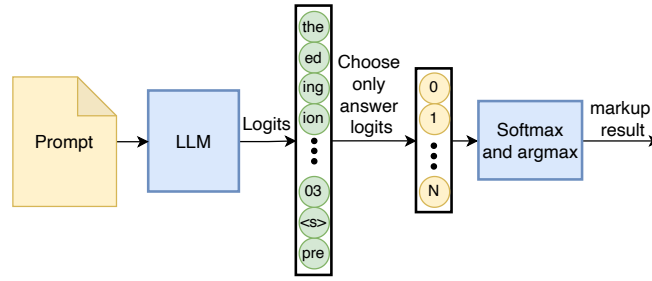 Prompt
LLM
Logits
the
ed
ing
ion
03
<s>
pre
Choose
only
answer
logits
0
1
N
Softmax
and argmax
markup
result